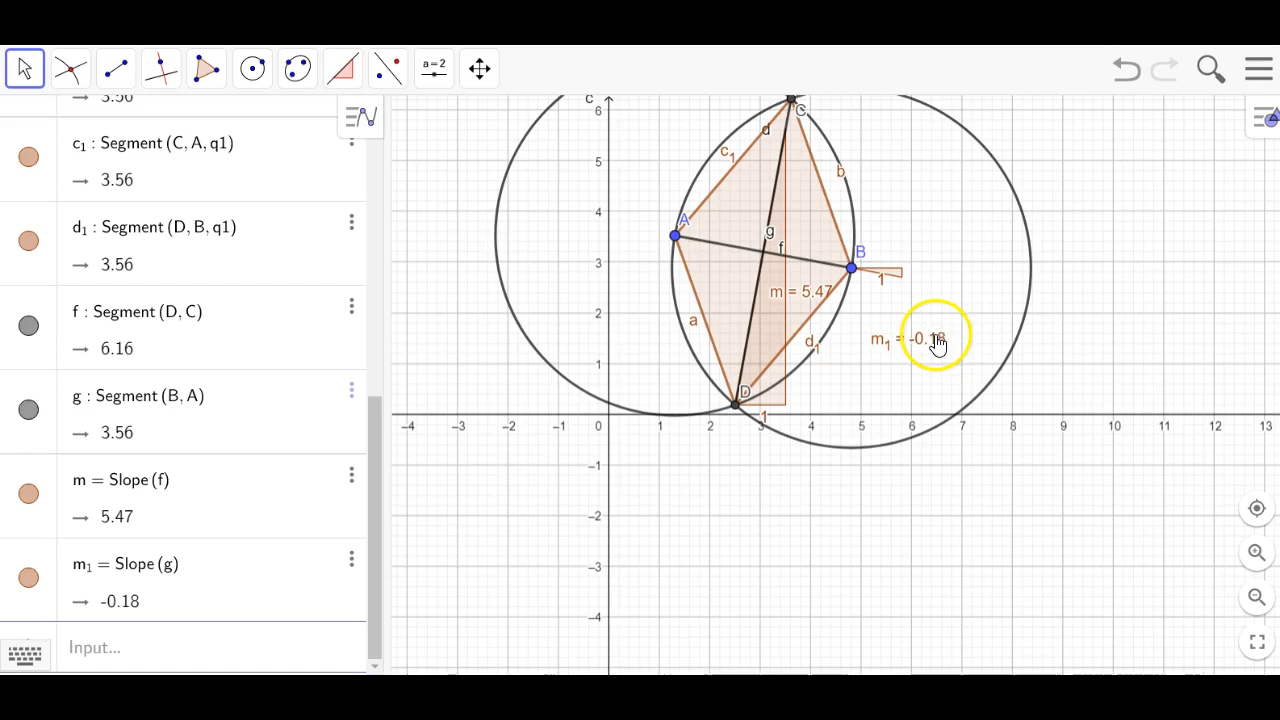 a = 2
3.56
c₁ : Segment (C, A, q1)
→ 3.56
d₁ : Segment (D, B, q1)
→ 3.56
f : Segment (D, C)
→ 6.16
g : Segment (B, A)
→ 3.56
m = Slope (f)
→ 5.47
m₁ = Slope (g)
→ -0.18
Input...
c
C
d
c₁
b
A
g
f
B
1
m = 5.47
a
d₁
m₁ = -0.18
D
1
6
5
4
3
2
1
–4 –3 –2 –1 0 1 2 3 4 5 6 7 8 9 10 11 12 13
–1
–2
–3
–4